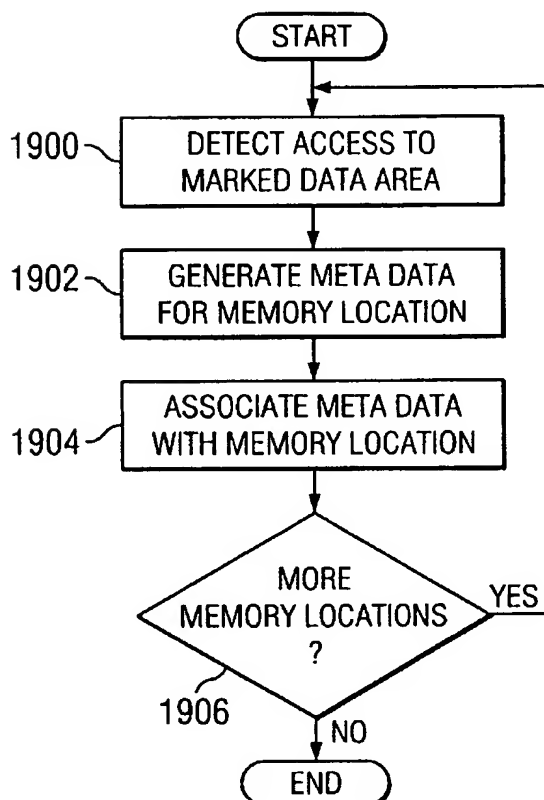 START
1900
DETECT ACCESS TO
MARKED DATA AREA
1902
GENERATE META DATA
FOR MEMORY LOCATION
1904
ASSOCIATE META DATA
WITH MEMORY LOCATION
MORE
MEMORY LOCATIONS
?
YES
1906
NO
END